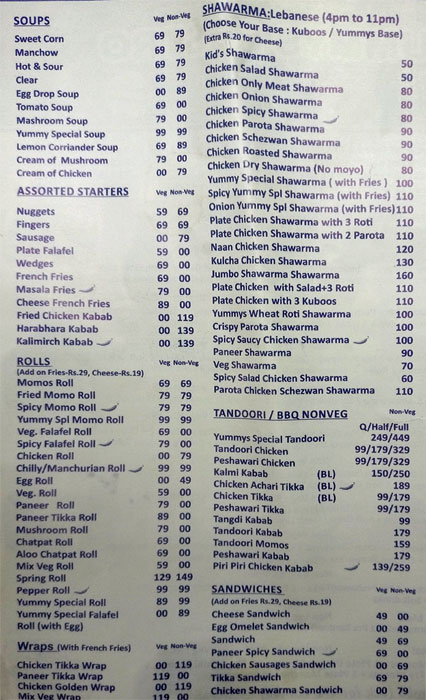 SOUPS Veg Non-Veg
Sweet Corn 69 79
Manchow 69 79
Hot & Sour 69 79
Clear 69 79
Egg Drop Soup 00 89
Tomato Soup 69 00
Mashroom Soup 79 00
Yummy Special Soup 99 99
Lemon Corriander Soup 69 79
Cream of Mushroom 79 00
Cream of Chicken 00 79
ASSORTED STARTERS Veg Non-Veg
Nuggets 59 69
Fingers 69 69
Sausage 00 79
Plate Falafel 59 00
Wedges 69 00
French Fries 69 00
Masala Fries 79 00
Cheese French Fries 89 00
Fried Chicken Kabab 00 119
Harabhara Kabab 00 139
Kalimirch Kabab 00 139
ROLLS Veg Non-Veg
(Add on Fries-Rs.29, Cheese-Rs.19)
Momos Roll 69 69
Fried Momo Roll 79 79
Spicy Momo Roll 79 79
Yummy Spl Momo Roll 99 99
Veg. Falafel Roll 69 00
Spicy Falafel Roll 79 00
Chicken Roll 00 79
Chilly/Manchurian Roll 99 99
Egg Roll 00 49
Veg. Roll 59 00
Paneer Roll 79 00
Paneer Tikka Roll 89 00
Mushroom Roll 79 00
Chatpat Roll 69 00
Aloo Chatpat Roll 69 00
Mix Veg Roll 59 00
Spring Roll 129 149
Pepper Roll 99 99
Yummy Special Roll 89 99
Yummy Special Falafel 00 89
Roll (with Egg)
Wraps (With French Fries) Veg Non-Veg
Chicken Tikka Wrap 00 119
Paneer Tikka Wrap 119 00
Chicken Golden Wrap 00 119
Mix Veg Wrap 119 00
SHAWARMA:Lebanese (4pm to 11pm)
(Choose Your Base : Kuboos / Yummys Base)
(Extra Rs.20 for Cheese)
Kid's Shawarma 50
Chicken Salad Shawarma 50
Chicken Only Meat Shawarma 80
Chicken Onion Shawarma 80
Chicken Spicy Shawarma 80
Chicken Parota Shawarma 90
Chicken Schezwan Shawarma 90
Chicken Roasted Shawarma 90
Chicken Dry Shawarma (No moyo) 80
Yummy Special Shawarma ( with Fries ) 100
Spicy Yummy Spl Shawarma (with Fries) 110
Onion Yummy Spl Shawarma (with Fries) 110
Plate Chicken Shawarma with 3 Roti 110
Plate Chicken Shawarma with 2 Parota 110
Naan Chicken Shawarma 120
Kulcha Chicken Shawarma 130
Jumbo Shawarma Shawarma 160
Plate Chicken with Salad+3 Roti 110
Plate Chicken with 3 Kuboos 110
Yummys Wheat Roti Shawarma 100
Crispy Parota Shawarma 100
Spicy Saucy Chicken Shawarma 100
Paneer Shawarma 90
Veg Shawarma 70
Spicy Salad Chicken Shawarma 60
Parota Chicken Schezwan Shawarma 110
TANDOORI / BBQ NONVEG Non-Veg
Q/Half/Full
Yummys Special Tandoori 249/449
Tandoori Chicken 99/179/329
Peshawari Chicken 99/179/329
Kalmi Kabab (BL) 150/250
Chicken Achari Tikka (BL) 189
Chicken Tikka (BL) 99/179
Peshawari Tikka 99/179
Tangdi Kabab 99
Tandoori Kabab 179
Tandoori Momos 159
Peshawari Kabab 179
Piri Piri Chicken Kabab 139/259
SANDWICHES Veg Non-Veg
(Add on Fries Rs.29, Cheese Rs.19)
Cheese Sandwich 49 00
Egg Omelet Sandwich 00 49
Sandwich 49 69
Paneer Spicy Sandwich 00 00
Chicken Sausages Sandwich 00 69
Tikka Sandwich 69 79
Chicken Shawarma Sandwich 00 79